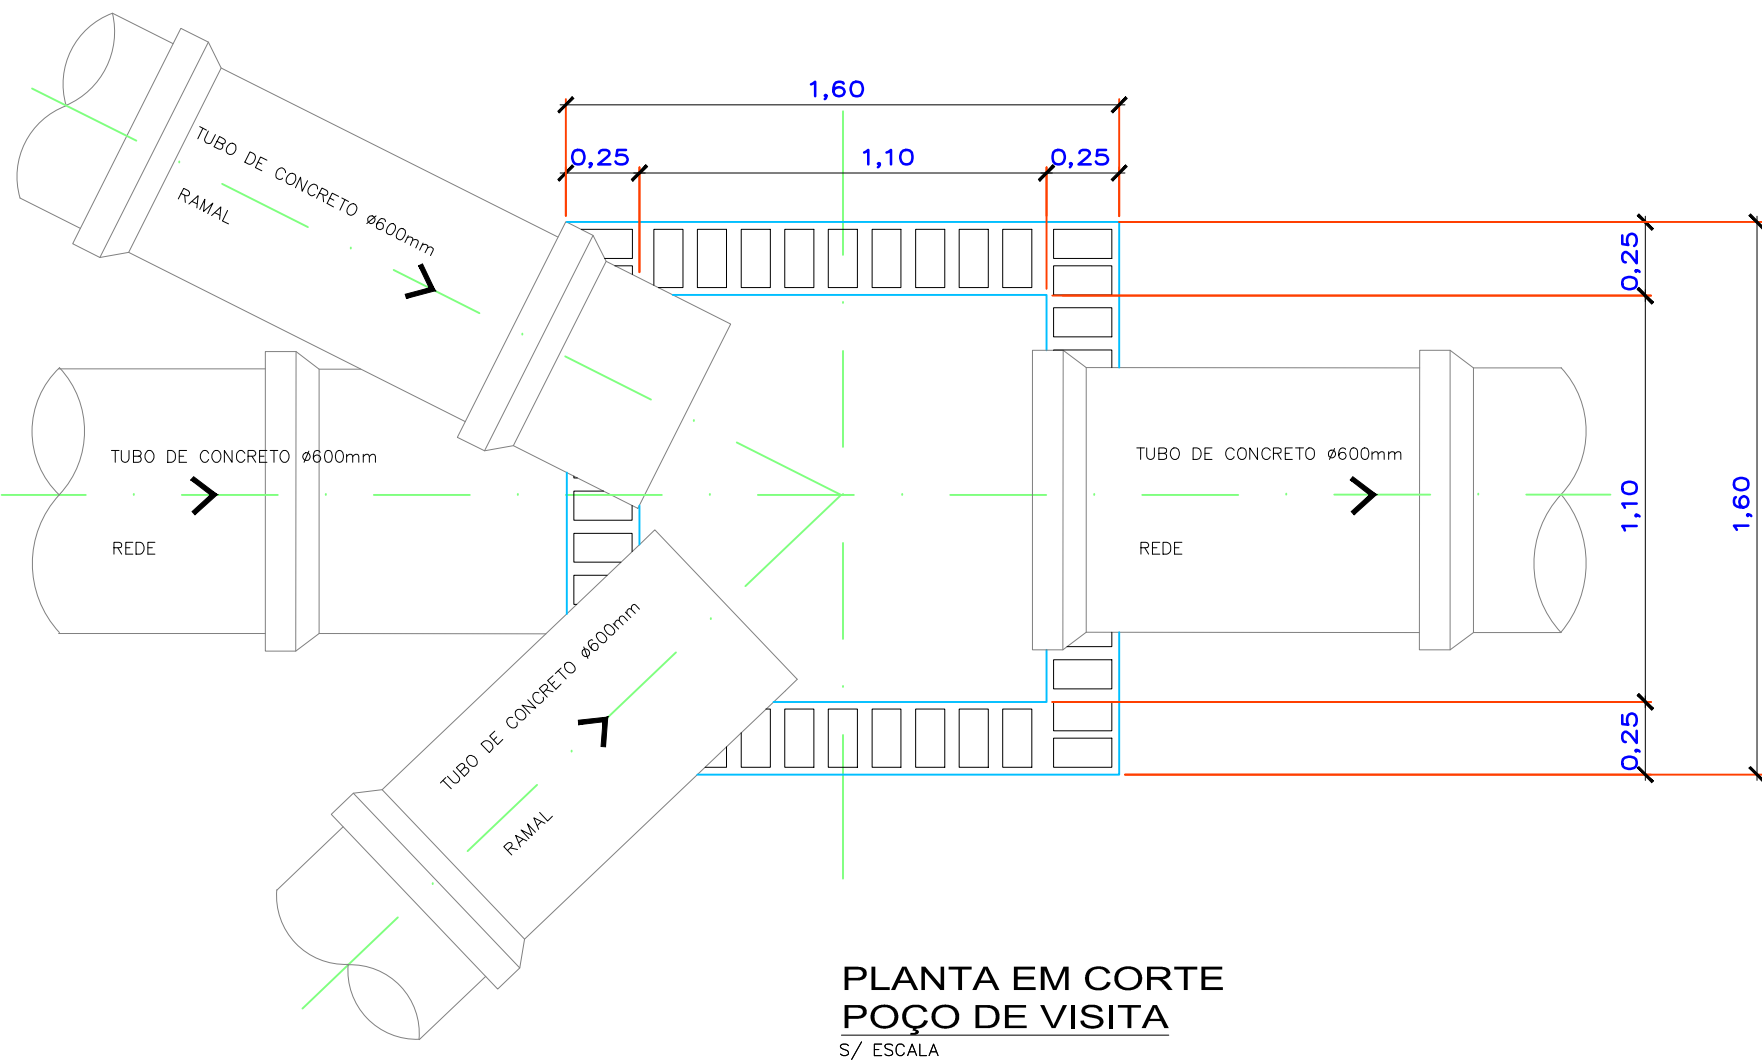 1,60
0,25
1,10
0,25
TUBO DE CONCRETO ø600mm
RAMAL
0,25
1,10
0,25
1,60
TUBO DE CONCRETO ø600mm
REDE
TUBO DE CONCRETO ø600mm
REDE
TUBO DE CONCRETO ø600mm
RAMAL
PLANTA EM CORTE
POÇO DE VISITA
S/ ESCALA